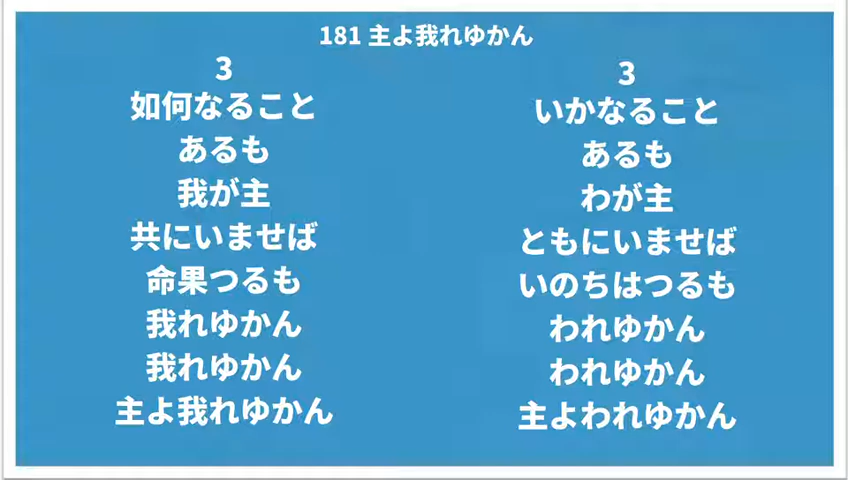 181 主よ我れゆかん
3
如何なること
あるも
我が主
共にいませば
命果つるも
我れゆかん
我れゆかん
主よ我れゆかん
3
いかなること
あるも
わが主
ともにいませば
いのちはつるも
われゆかん
われゆかん
主よわれゆかん